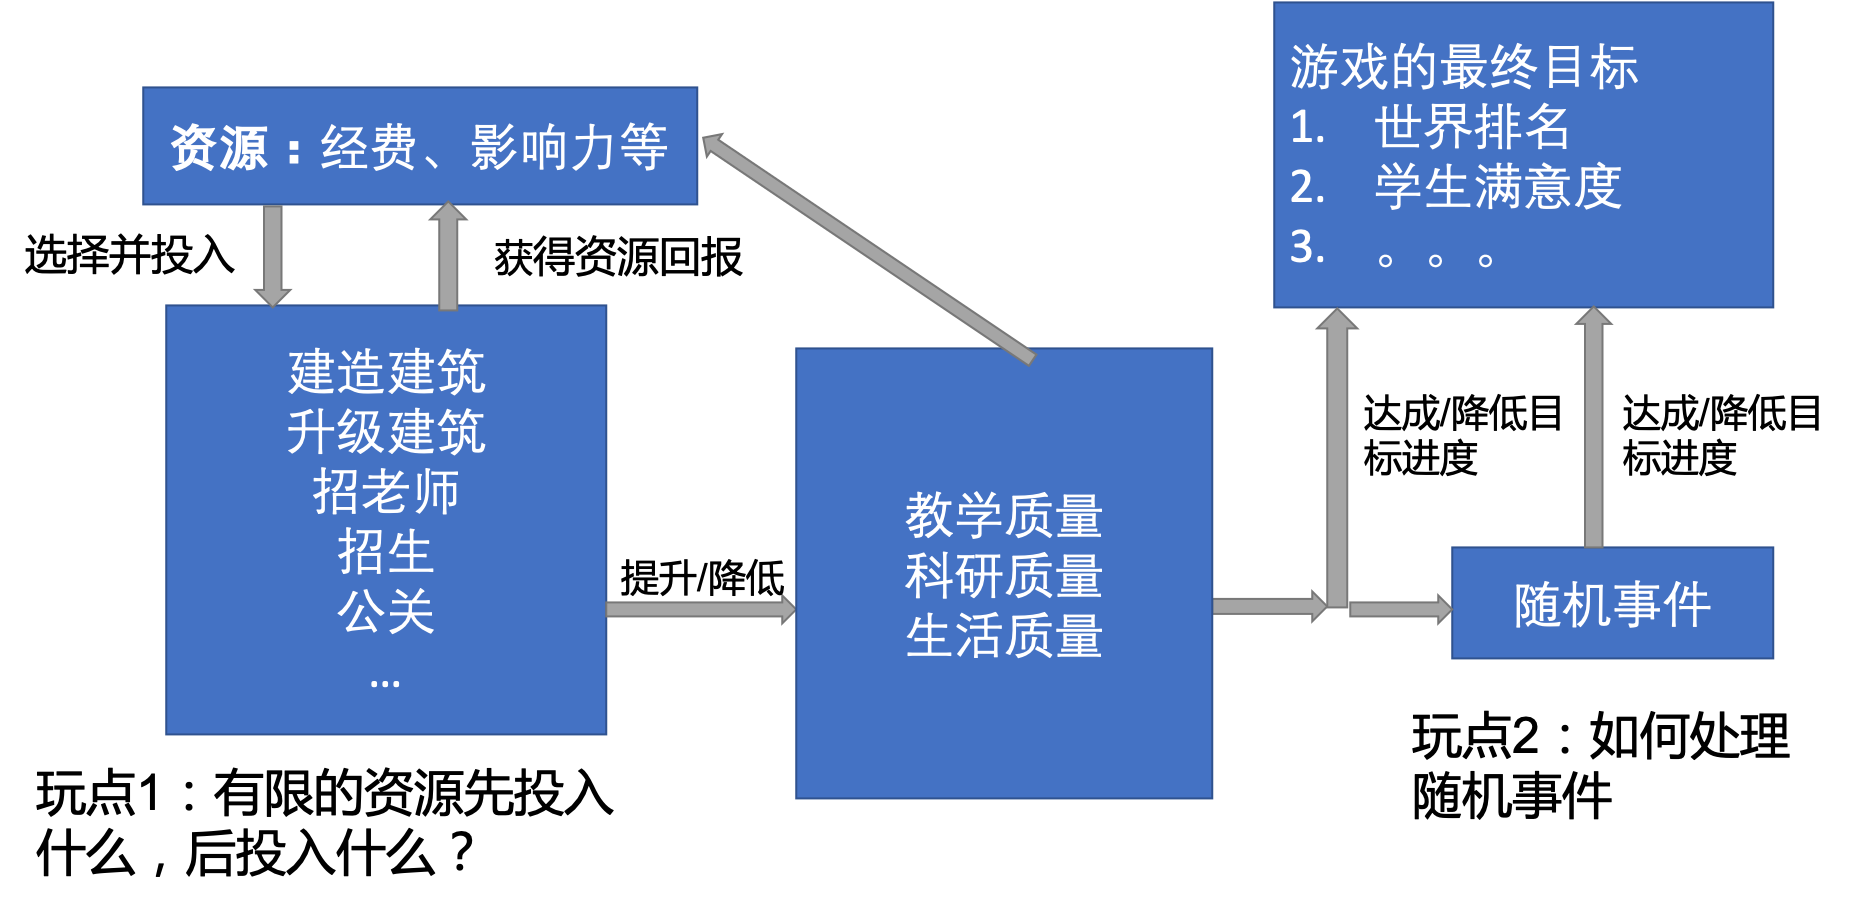 资源：经费、影响力等
选择并投入
获得资源回报
建造建筑
升级建筑
招老师
招生
公关
...
玩点1：有限的资源先投入
什么，后投入什么？
提升/降低
教学质量
科研质量
生活质量
游戏的最终目标
1. 世界排名
2. 学生满意度
3. 。。。
达成/降低目
标进度
达成/降低目
标进度
随机事件
玩点2：如何处理
随机事件